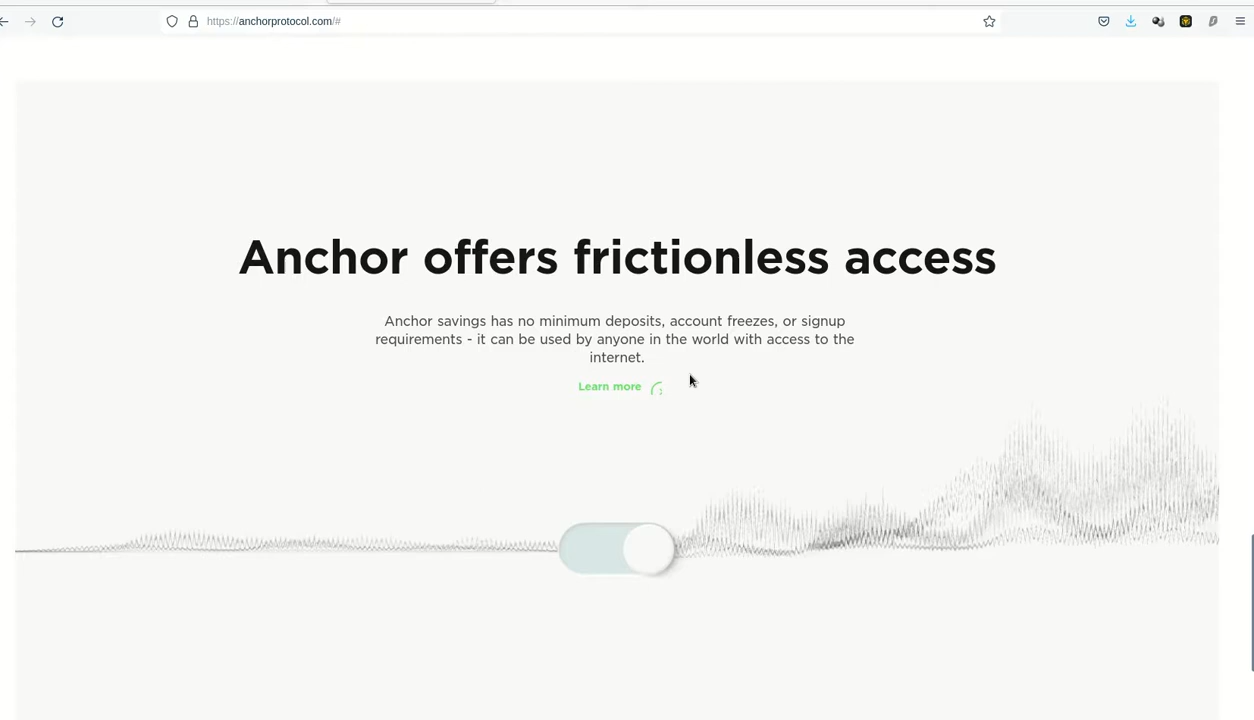 https://anchorprotocol.com/#
Anchor offers frictionless access
Anchor savings has no minimum deposits, account freezes, or signup
requirements - it can be used by anyone in the world with access to the
internet.
Learn more